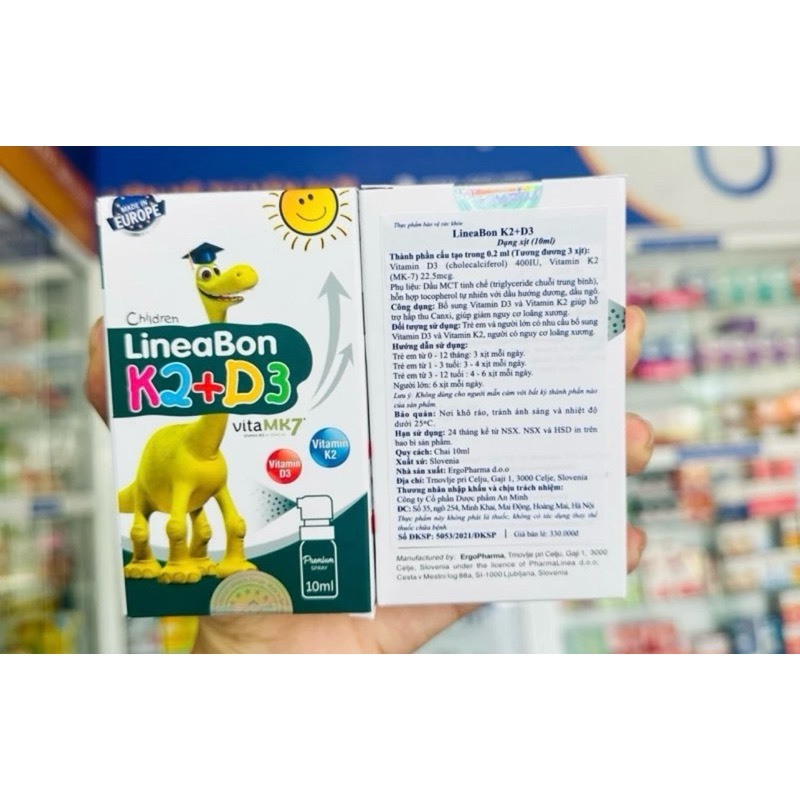 MADE IN
EUROPE
Children
LineaBon
K2+D3
vitaMK7
Vitamin
D3
Vitamin
K2
Premium
SPRAY
10ml
Thực phẩm bảo vệ sức khỏe
LineaBon K2+D3
Dạng xịt (10ml)
Thành phần cấu tạo trong 0,2 ml (Tương đương 3 xịt):
Vitamin D3 (cholecalciferol) 400IU, Vitamin K2
(MK-7) 22.5mcg.
Phụ liệu: Dầu MCT tinh chế (triglyceride chuỗi trung bình),
hỗn hợp tocopherol tự nhiên với dầu hướng dương, dầu ngô.
Công dụng: Bổ sung Vitamin D3 và Vitamin K2 giúp hỗ
trợ hấp thu Canxi, giúp giảm nguy cơ loãng xương.
Đối tượng sử dụng: Trẻ em và người lớn có nhu cầu bổ sung
Vitamin D3 và Vitamin K2, người có nguy cơ loãng xương.
Hướng dẫn sử dụng:
Trẻ em từ 0 - 12 tháng: 3 xịt mỗi ngày.
Trẻ em từ 1 - 3 tuổi: 3 - 4 xịt mỗi ngày.
Trẻ em từ 3 - 12 tuổi : 4 - 6 xịt mỗi ngày.
Người lớn: 6 xịt mỗi ngày.
Lưu ý: Không dùng cho người mẫn cảm với bất kỳ thành phần nào
của sản phẩm.
Bảo quản: Nơi khô ráo, tránh ánh sáng và nhiệt độ
dưới 25ºC.
Hạn sử dụng: 24 tháng kể từ NSX. NSX và HSD in trên
bao bì sản phẩm.
Quy cách: Chai 10ml
Xuất xứ: Slovenia
Nhà sản xuất: ErgoPharma d.o.o
Địa chỉ: Trnovlje pri Celju, Gaji 1, 3000 Celje, Slovenia
Thương nhân nhập khẩu và chịu trách nhiệm:
Công ty Cổ phần Dược phẩm An Minh
ĐC: Số 35, ngõ 254, Minh Khai, Mai Động, Hoàng Mai, Hà Nội
Thực phẩm này không phải là thuốc, không có tác dụng thay thế
thuốc chữa bệnh
Số ĐKSP: 5053/2021/ĐKSP
Giá bán lẻ: 330.000đ
Manufactured by: ErgoPharma, Trnovlje pri Celju, Gaji 1, 3000
Celje, Slovenia under the licence of PharmaLinea d.o.o,
Cesta v Mestni log 88a, SI-1000 Ljubljana, Slovenia